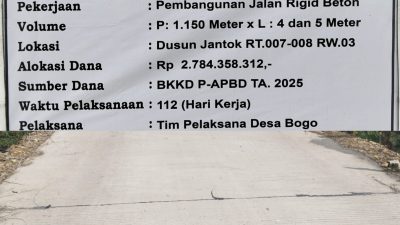 Pekerjaan : Pembangunan Jalan Rigid Beton
Volume : P: 1.150 Meter x L : 4 dan 5 Meter
Lokasi : Dusun Jantok RT.007-008 RW.03
Alokasi Dana : Rp 2.784.358.312,-
Sumber Dana : BKKD P-APBD TA. 2025
Waktu Pelaksanaan : 112 (Hari Kerja)
Pelaksana : Tim Pelaksana Desa Bogo